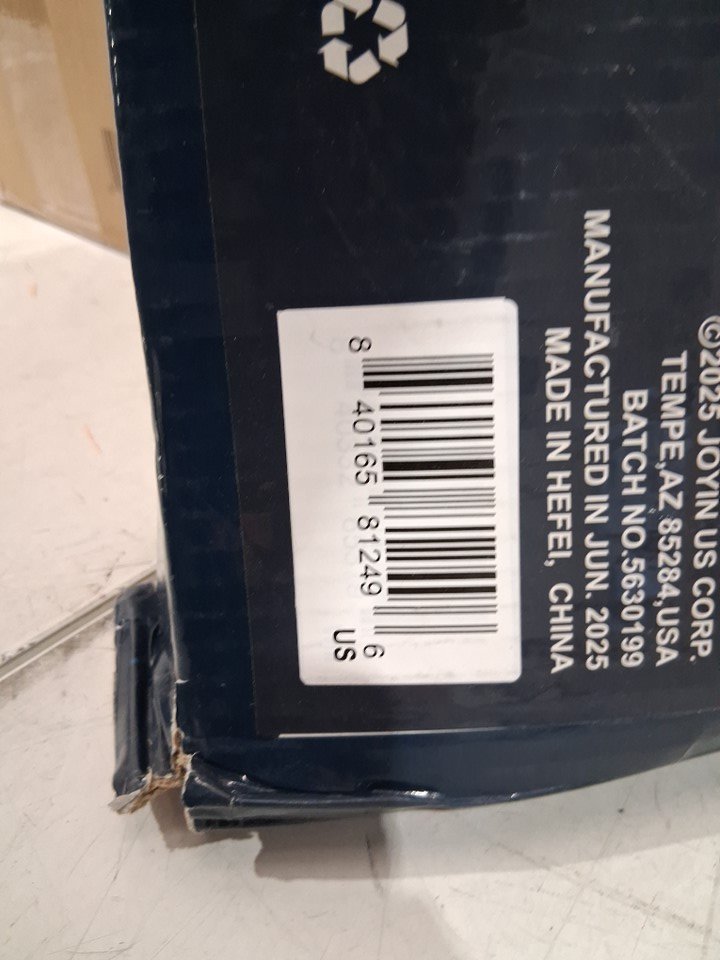 ©2025 JOYIN US CORP.
TEMPE,AZ 85284,USA
BATCH NO.5630199
MANUFACTURED IN JUN. 2025
MADE IN HEFEI, CHINA
8 40165 81249 6
US